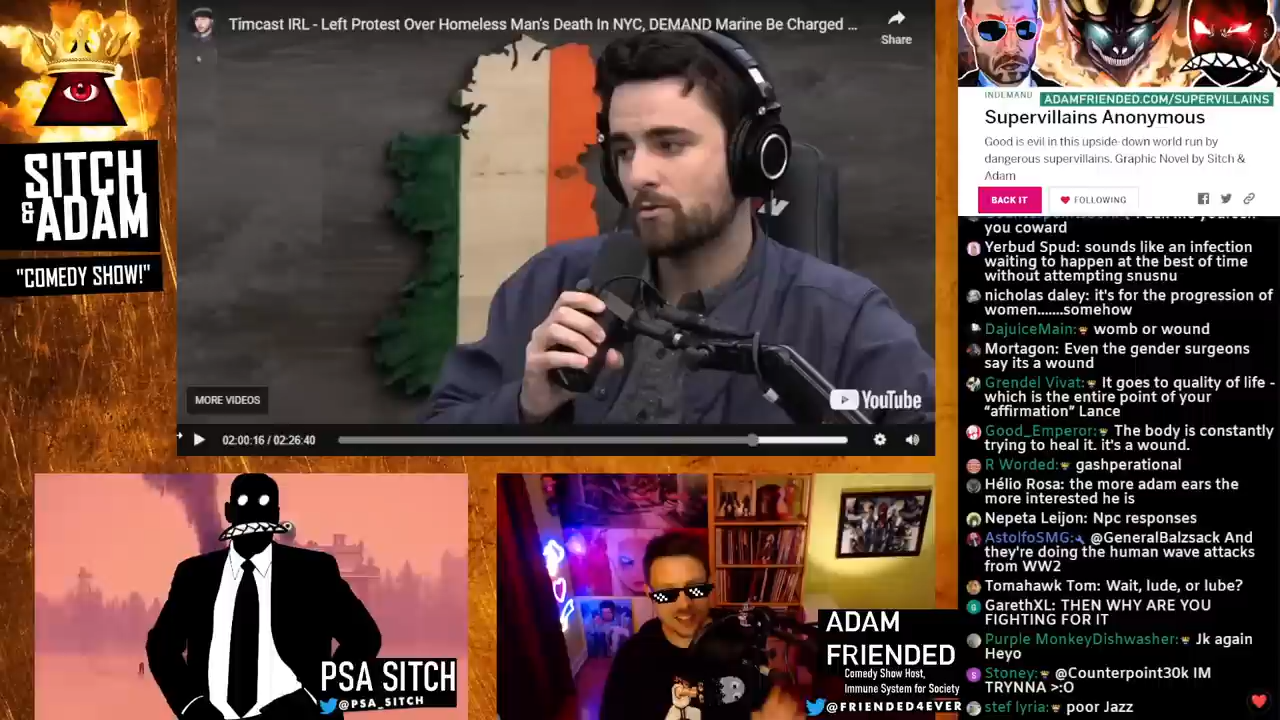 SITCH
& ADAM
"COMEDY SHOW!"
Timcast IRL - Left Protest Over Homeless Man's Death In NYC, DEMAND Marine Be Charged ...
Share
MORE VIDEOS
YouTube
02:00:16 / 02:26:40
PSA SITCH
@PSA_SITCH
ADAM
FRIENDED
Comedy Show Host,
Immune System for Society
@FRIENDED4EVER
INDEMAND
ADAMFRIENDED.COM/SUPERVILLAINS
Supervillains Anonymous
Good is evil in this upside-down world run by
dangerous supervillains. Graphic Novel by Sitch &
Adam
BACK IT
FOLLOWING
you coward
Yerbud Spud: sounds like an infection
waiting to happen at the best of time
without attempting snusnu
nicholas daley: it's for the progression of
women.......somehow
DajuiceMain: womb or wound
Mortagon: Even the gender surgeons
say its a wound
Grendel Vivat: It goes to quality of life -
which is the entire point of your
“affirmation” Lance
Good_Emperor: The body is constantly
trying to heal it. it's a wound.
R Worded: gashperational
Hélio Rosa: the more adam ears the
more interested he is
Nepeta Leijon: Npc responses
AstolfoSMG: @GeneralBalzsack And
they're doing the human wave attacks
from WW2
Tomahawk Tom: Wait, lude, or lube?
GarethXL: THEN WHY ARE YOU
FIGHTING FOR IT
Purple MonkeyDishwasher: Jk again
Heyo
Stoney: @Counterpoint30k IM
TRYNNA >:O
stef lyria: poor Jazz